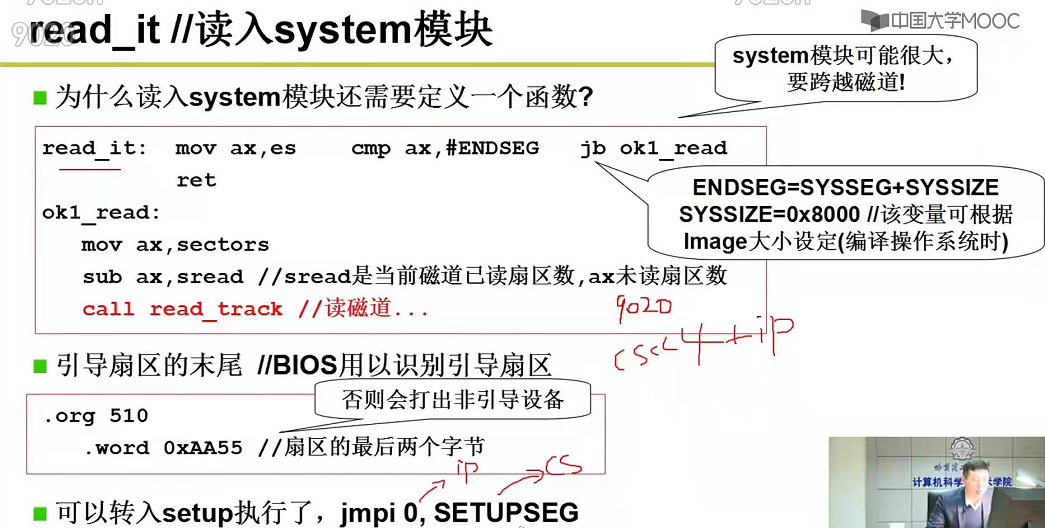 9020
read_it //读入system模块
中国大学MOOC
system模块可能很大，
要跨越磁道!
为什么读入system模块还需要定义一个函数?
read_it: mov ax,es cmp ax,#ENDSEG jb ok1_read
ret
ENDSEG=SYSSEG+SYSSIZE
SYSSIZE=0x8000 //该变量可根据
Image大小设定(编译操作系统时)
ok1_read:
mov ax,sectors
sub ax,sread //sread是当前磁道已读扇区数,ax未读扇区数
call read_track //读磁道...
9020
cs<<4+ip
引导扇区的末尾 //BIOS用以识别引导扇区
否则会打出非引导设备
.org 510
.word 0xAA55 //扇区的最后两个字节
ip
cs
可以转入setup执行了，jmpi 0, SETUPSEG